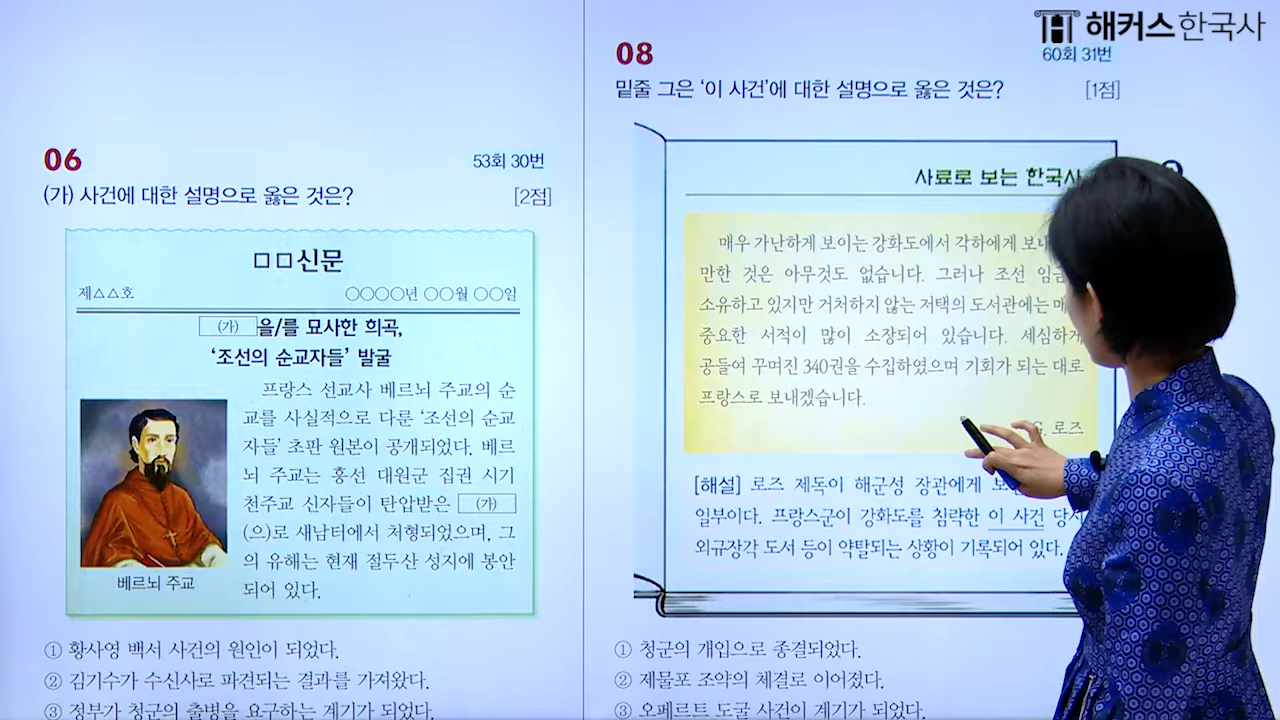 해커스한국사
06
53회 30번
(가) 사건에 대한 설명으로 옳은 것은?
[2점]
□□신문
제△△호
○○○○년 ○○월 ○○일
(가) 을/를 묘사한 희곡,
‘조선의 순교자들’ 발굴
프랑스 선교사 베르뇌 주교의 순
교를 사실적으로 다룬 ‘조선의 순교
자들’ 초판 원본이 공개되었다. 베르
뇌 주교는 흥선 대원군 집권 시기
천주교 신자들이 탄압받은 (가)
(으)로 새남터에서 처형되었으며, 그
의 유해는 현재 절두산 성지에 봉안
되어 있다.
베르뇌 주교
① 황사영 백서 사건의 원인이 되었다.
② 김기수가 수신사로 파견되는 결과를 가져왔다.
③ 정부가 청군의 출병을 요구하는 계기가 되었다.
08
60회 31번
밑줄 그은 ‘이 사건’에 대한 설명으로 옳은 것은?
[1점]
사료로 보는 한국사
매우 가난하게 보이는 강화도에서 각하에게
만한 것은 아무것도 없습니다. 그러나 조선
소유하고 있지만 거처하지 않는 저택의 도서관에는
중요한 서적이 많이 소장되어 있습니다. 세심하게
공들여 꾸며진 340권을 수집하였으며 기회가 되는 대로
프랑스로 보내겠습니다.
G. 로즈
[해설] 로즈 제독이 해군성 장관에게
일부이다. 프랑스군이 강화도를 침략한 이 사건 당시
외규장각 도서 등이 약탈되는 상황이 기록되어 있다.
① 청군의 개입으로 종결되었다.
② 제물포 조약의 체결로 이어졌다.
③ 오페르트 도굴 사건이 계기가 되었다.